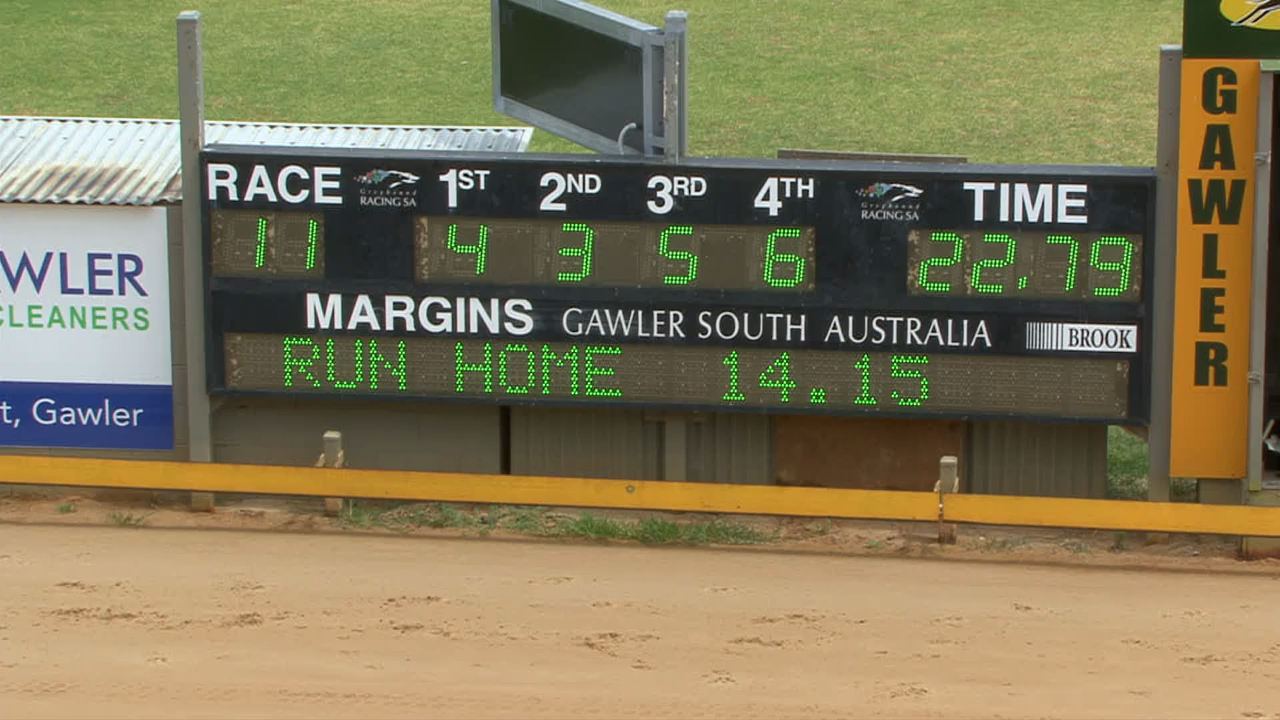 RACE
Greyhound RACING SA
1ST
2ND
3RD
4TH
Greyhound RACING SA
TIME
11
4
3
5
6
22.79
MARGINS
GAWLER SOUTH AUSTRALIA
BROOK
RUN HOME 14.15
WLER
CLEANERS
t, Gawler
GAWLER